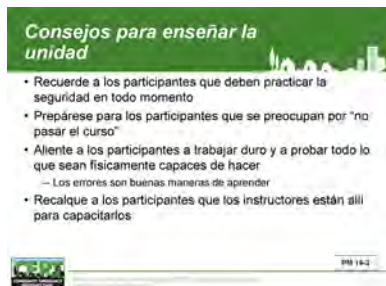 Consejos para enseñar la
unidad
• Recuerde a los participantes que deben practicar la
seguridad en todo momento
• Prepárese para los participantes que se preocupan por “no
pasar el curso”
• Aliente a los participantes a trabajar duro y a probar todo lo
que sean físicamente capaces de hacer
– Los errores son buenas maneras de aprender
• Recalque a los participantes que los instructores están allí
para capacitarlos